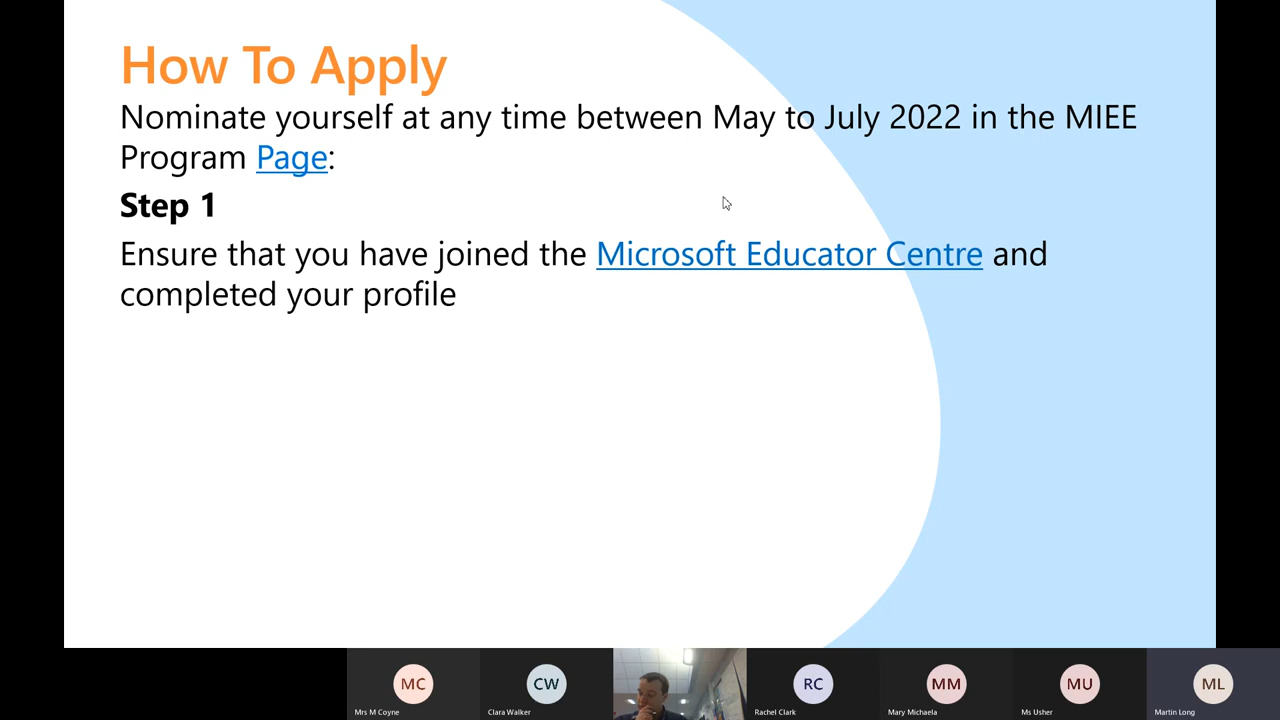 How To Apply
Nominate yourself at any time between May to July 2022 in the MIEE
Program Page:
Step 1
Ensure that you have joined the Microsoft Educator Centre and
completed your profile
MC
CW
RC
MM
MU
ML
Mrs M Coyne
Clara Walker
Rachel Clark
Mary Michaela
Ms Usher
Martin Long